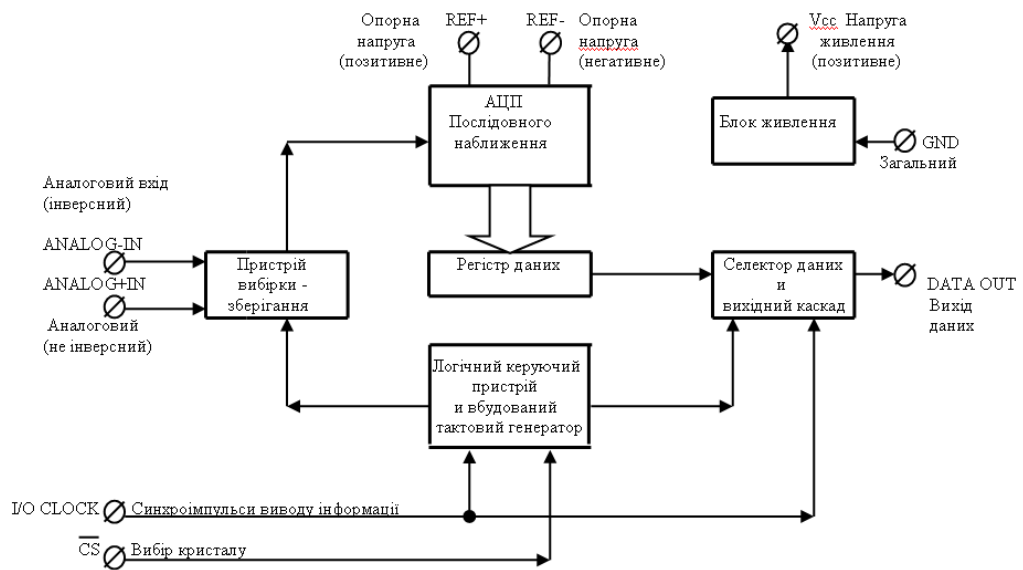 Опорна
напруга
(позитивне)
REF+
REF-
Опорна
напруга
(негативне)
Vcc Напруга
живлення
(позитивне)
АЦП
Послідовного
наближення
Блок живлення
GND
Загальний
Аналоговий вхід
(інверсний)
ANALOG-IN
ANALOG+IN
Аналоговий
(не інверсний)
Пристрій
вибірки -
зберігання
Регістр даних
Селектор даних
и
вихідний каскад
DATA OUT
Вихід
даних
Логічний керуючий
пристрій
и вбудований
тактовий генератор
I/O CLOCK
Синхроімпульси виводу інформації
CS
Вибір кристалу